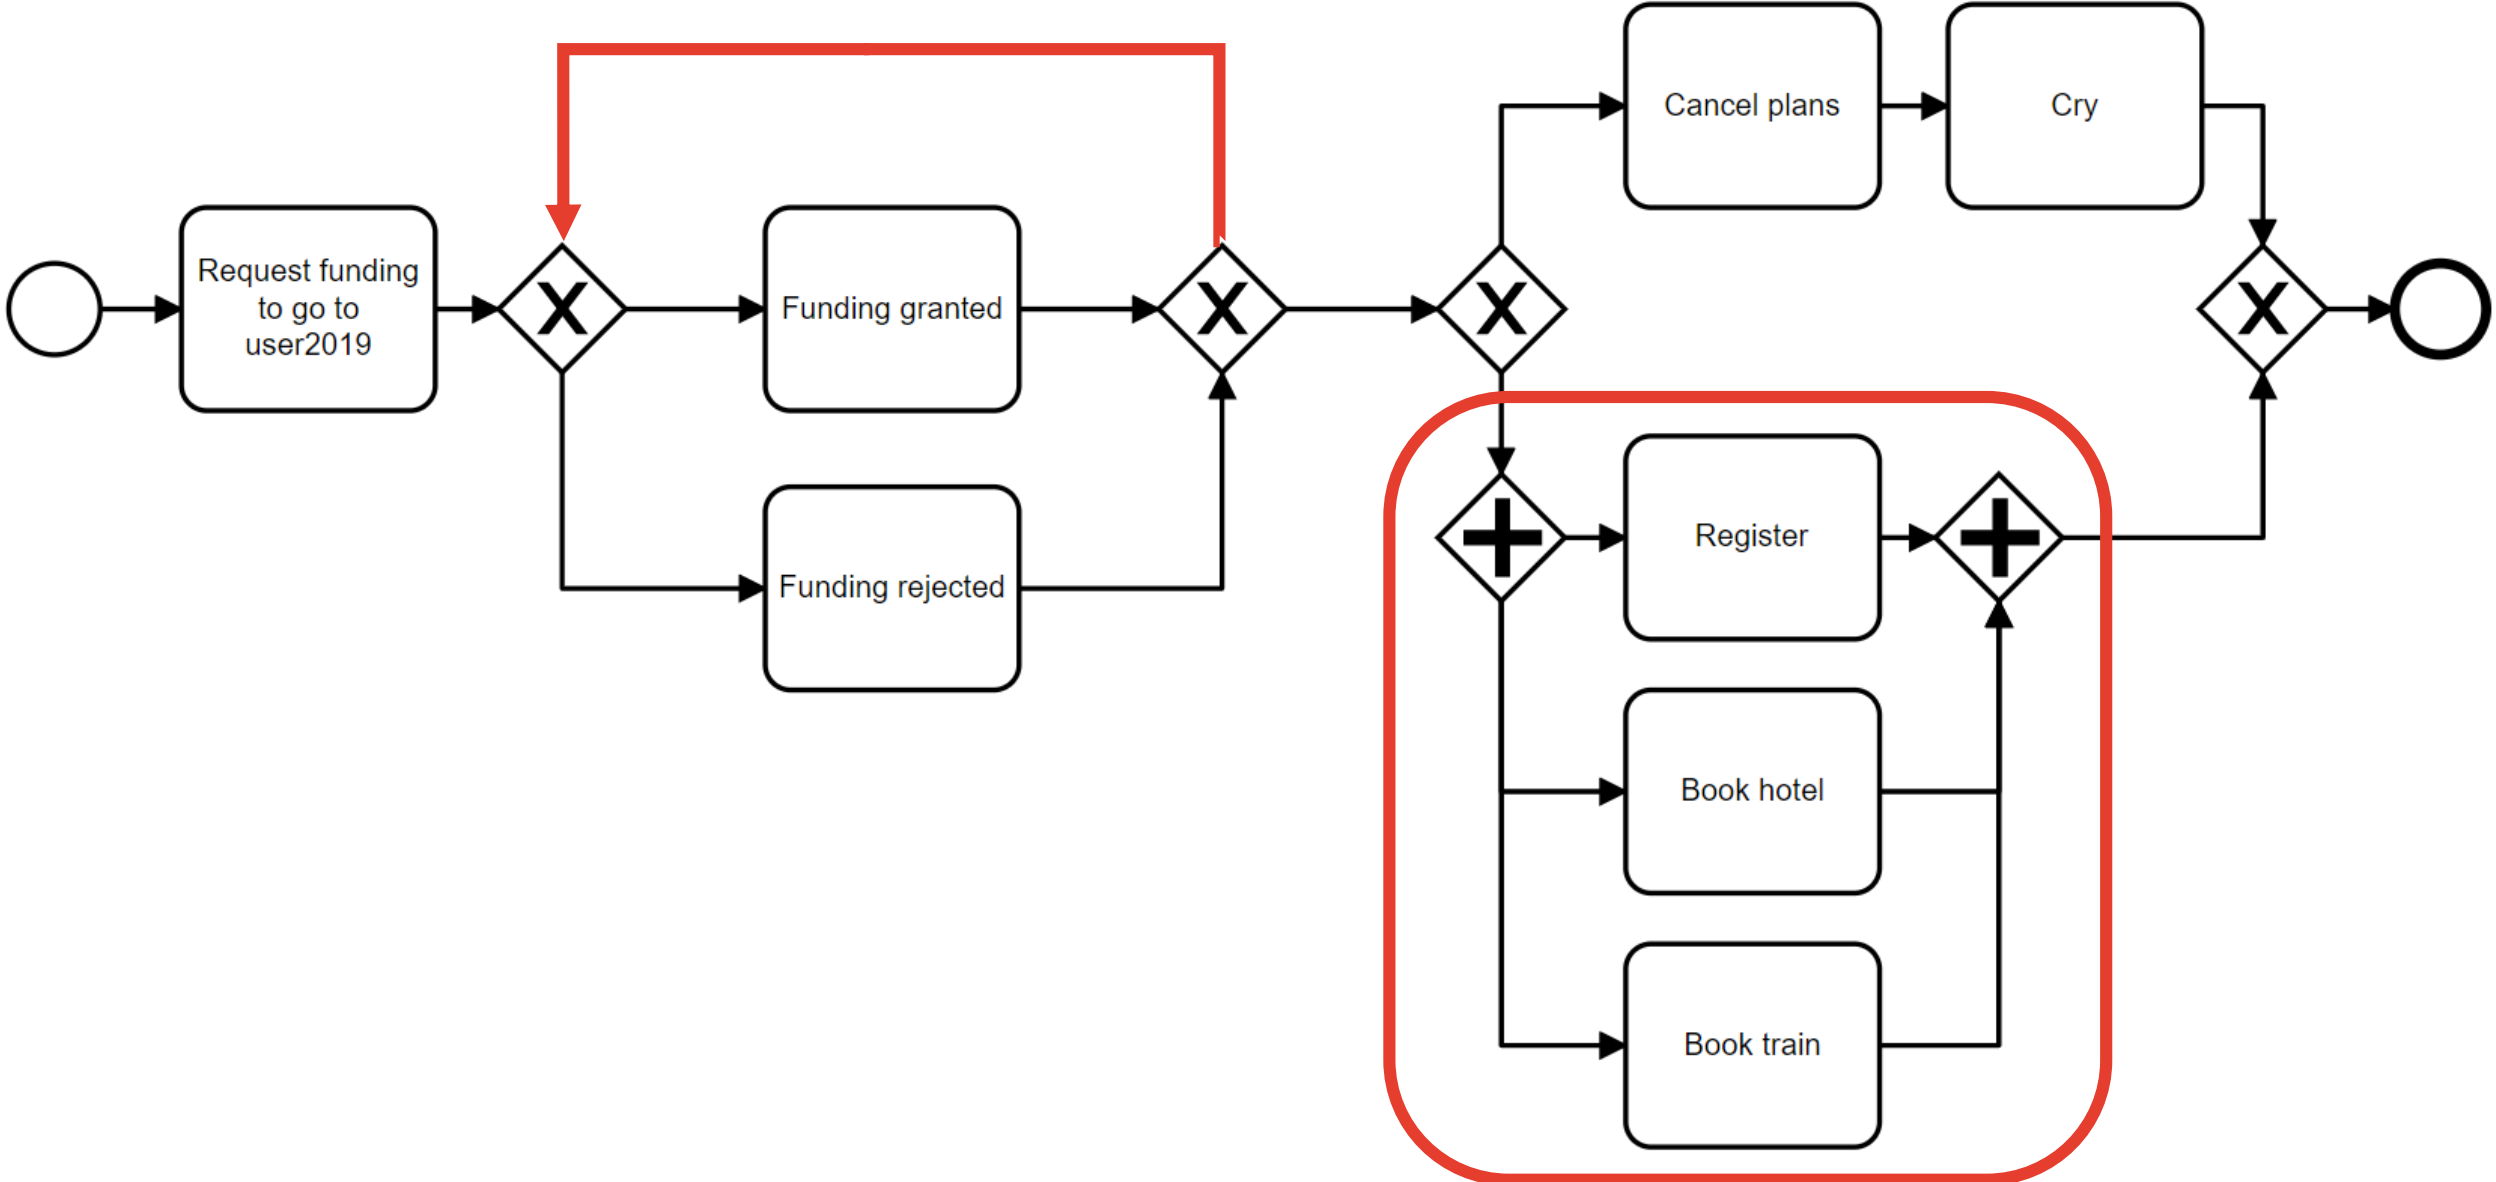 Request funding
to go to
user2019
X
Funding granted
Funding rejected
X
X
Cancel plans
Cry
Register
Book hotel
Book train
X